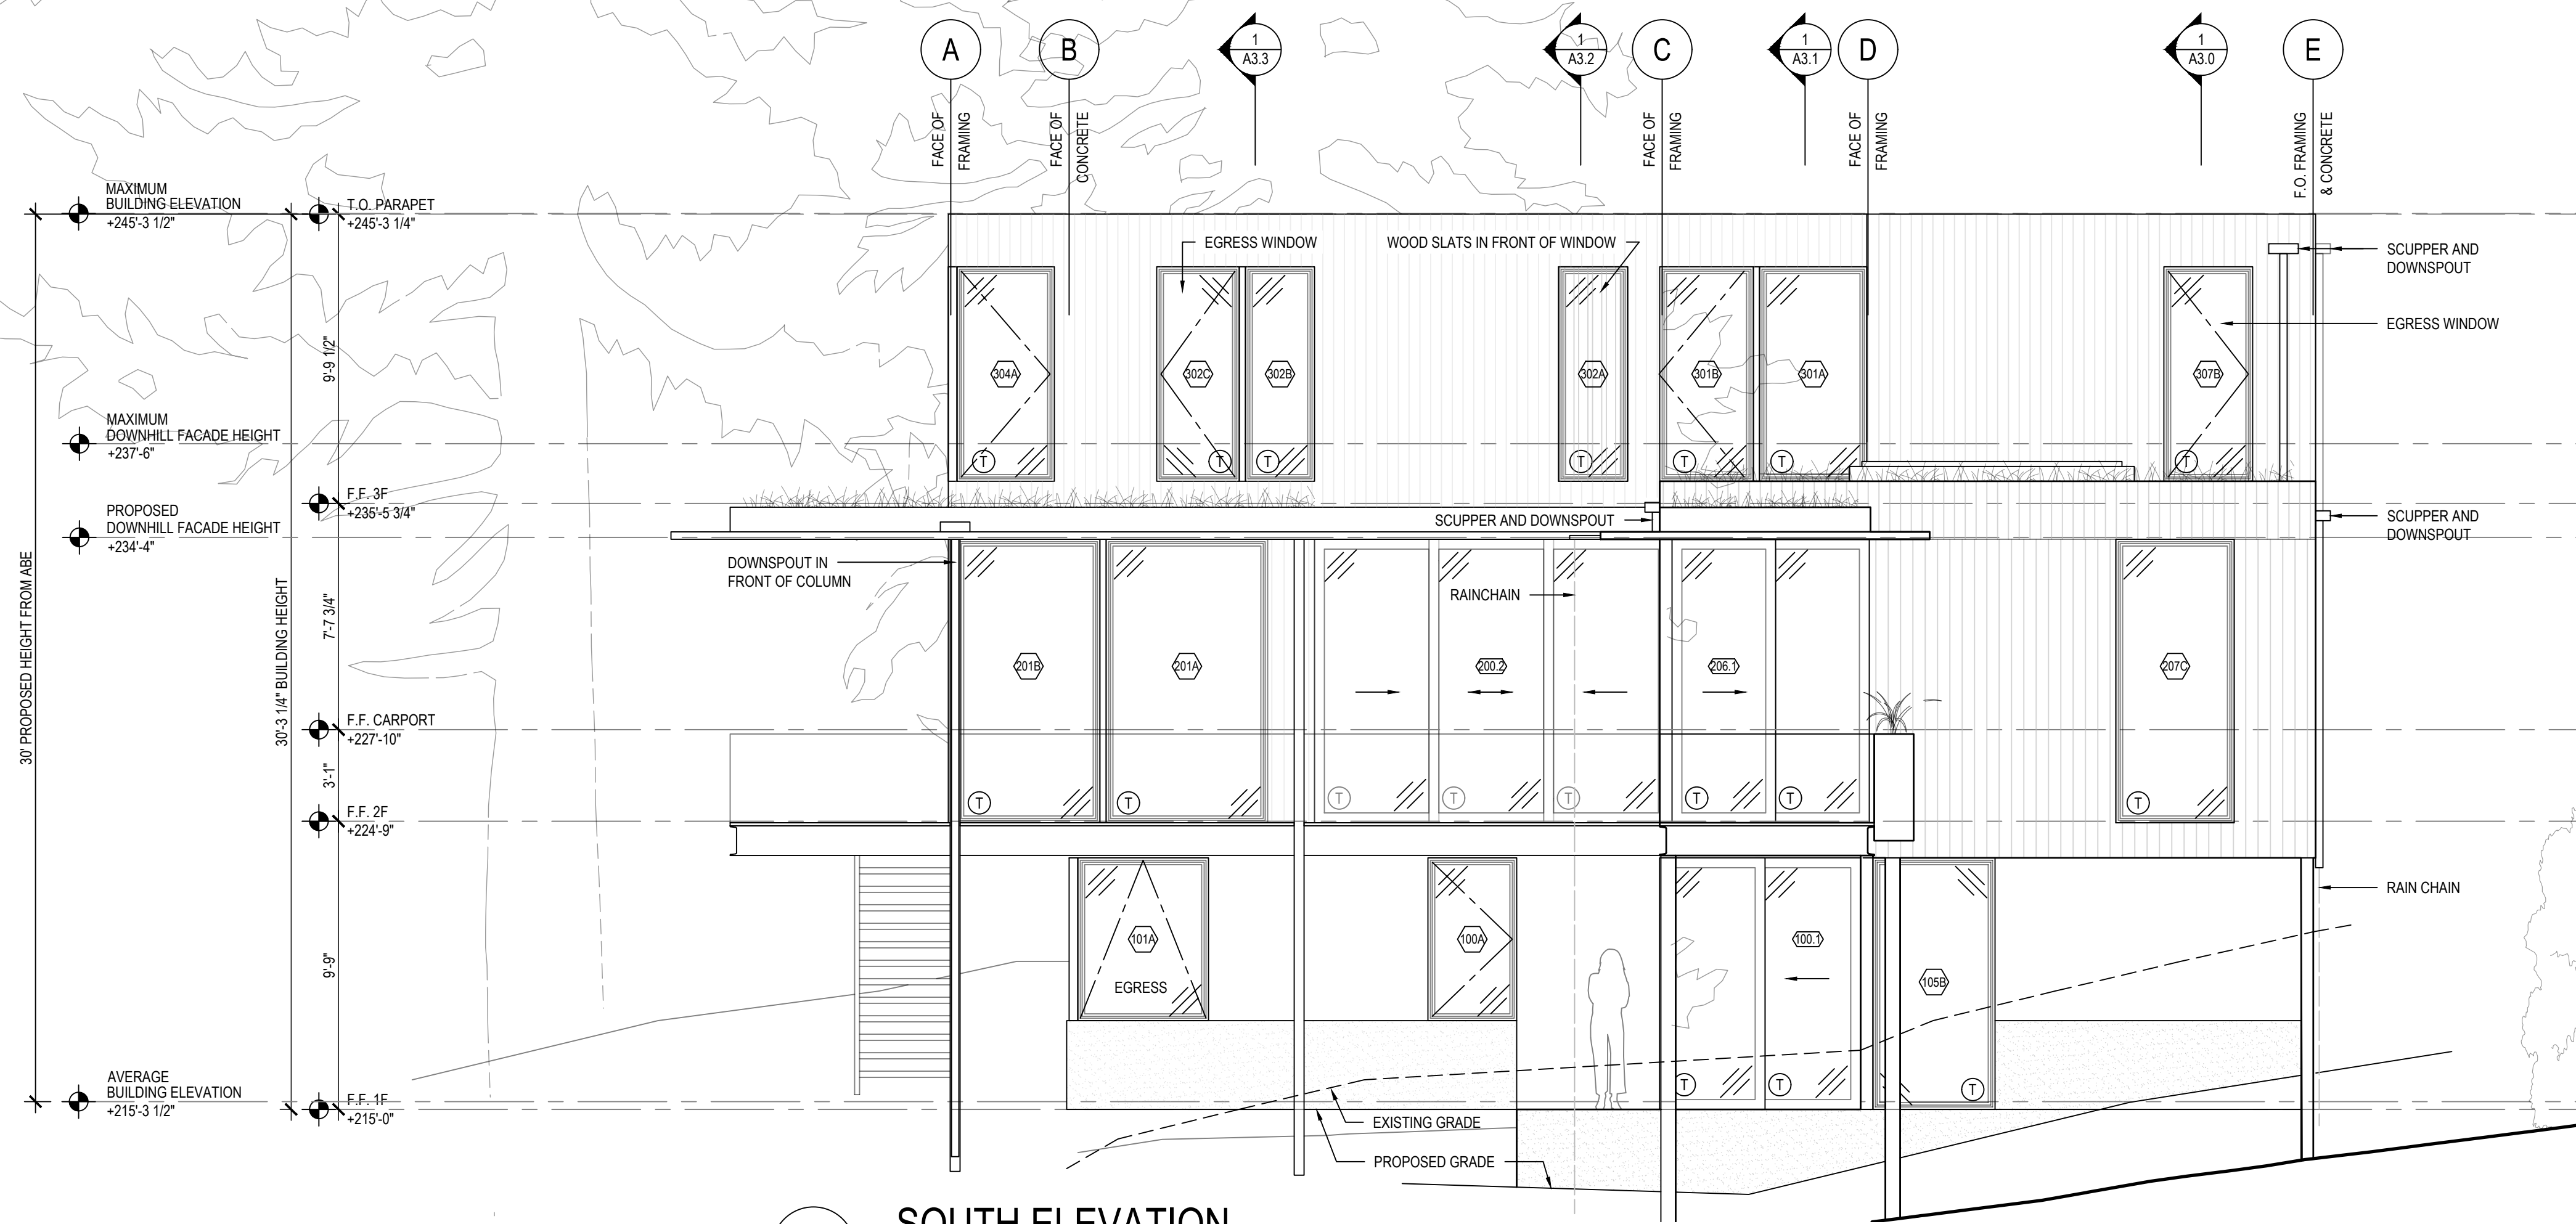 A
B
1
A3.3
1
A3.2
C
1
A3.1
D
1
A3.0
E
FACE OF
FRAMING
FACE OF
CONCRETE
FACE OF
FRAMING
FACE OF
FRAMING
F.O. FRAMING
& CONCRETE
MAXIMUM
BUILDING ELEVATION
+245'-3 1/2"
T.O. PARAPET
+245'-3 1/4"
EGRESS WINDOW
WOOD SLATS IN FRONT OF WINDOW
SCUPPER AND
DOWNSPOUT
EGRESS WINDOW
9'-9 1/2"
304A
302C
302B
302A
301B
301A
307B
MAXIMUM
DOWNHILL FACADE HEIGHT
+237'-6"
T
T
T
T
T
T
T
F.F. 3F
+235'-5 3/4"
PROPOSED
DOWNHILL FACADE HEIGHT
+234'-4"
SCUPPER AND DOWNSPOUT
SCUPPER AND
DOWNSPOUT
DOWNSPOUT IN
FRONT OF COLUMN
RAINCHAIN
30' PROPOSED HEIGHT FROM ABE
30'-3 1/4" BUILDING HEIGHT
7'-7 3/4"
201B
201A
200.2
206.1
207C
F.F. CARPORT
+227'-10"
3'-1"
T
T
T
T
T
T
T
T
F.F. 2F
+224'-9"
RAIN CHAIN
9'-9"
101A
EGRESS
100A
100.1
105B
T
T
T
AVERAGE
BUILDING ELEVATION
+215'-3 1/2"
F.F. 1F
+215'-0"
EXISTING GRADE
PROPOSED GRADE
SOUTH ELEVATION